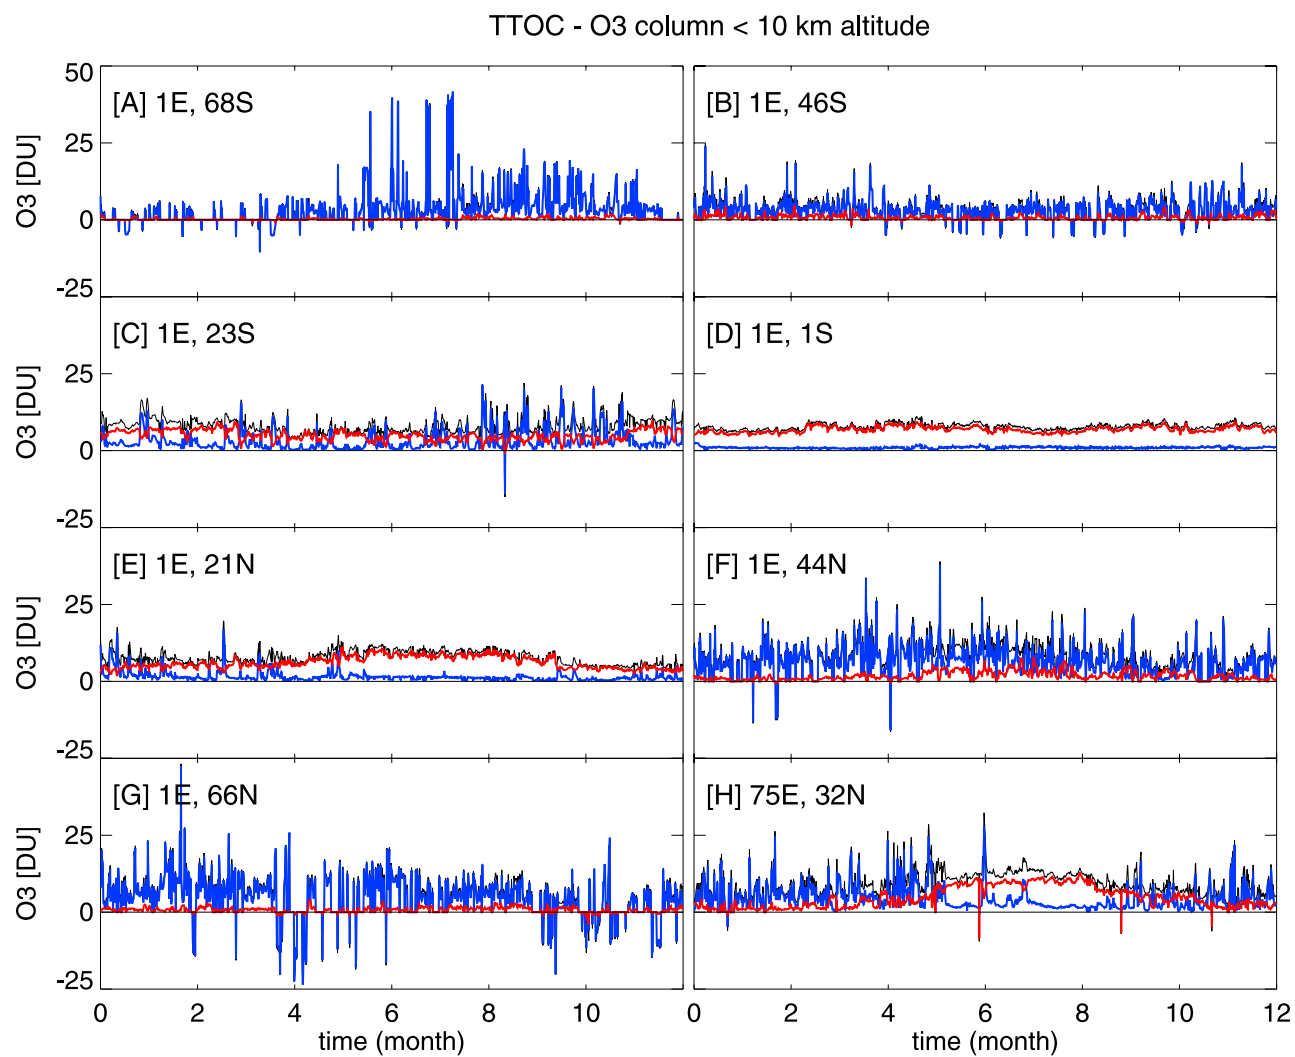 TTOC - O3 column < 10 km altitude
[A] 1E, 68S
[B] 1E, 46S
50
25
0
-25
O3 [DU]
[C] 1E, 23S
[D] 1E, 1S
25
0
-25
O3 [DU]
[E] 1E, 21N
[F] 1E, 44N
25
0
-25
O3 [DU]
[G] 1E, 66N
[H] 75E, 32N
25
0
-25
O3 [DU]
0 2 4 6 8 10
0 2 4 6 8 10 12
time (month)
time (month)